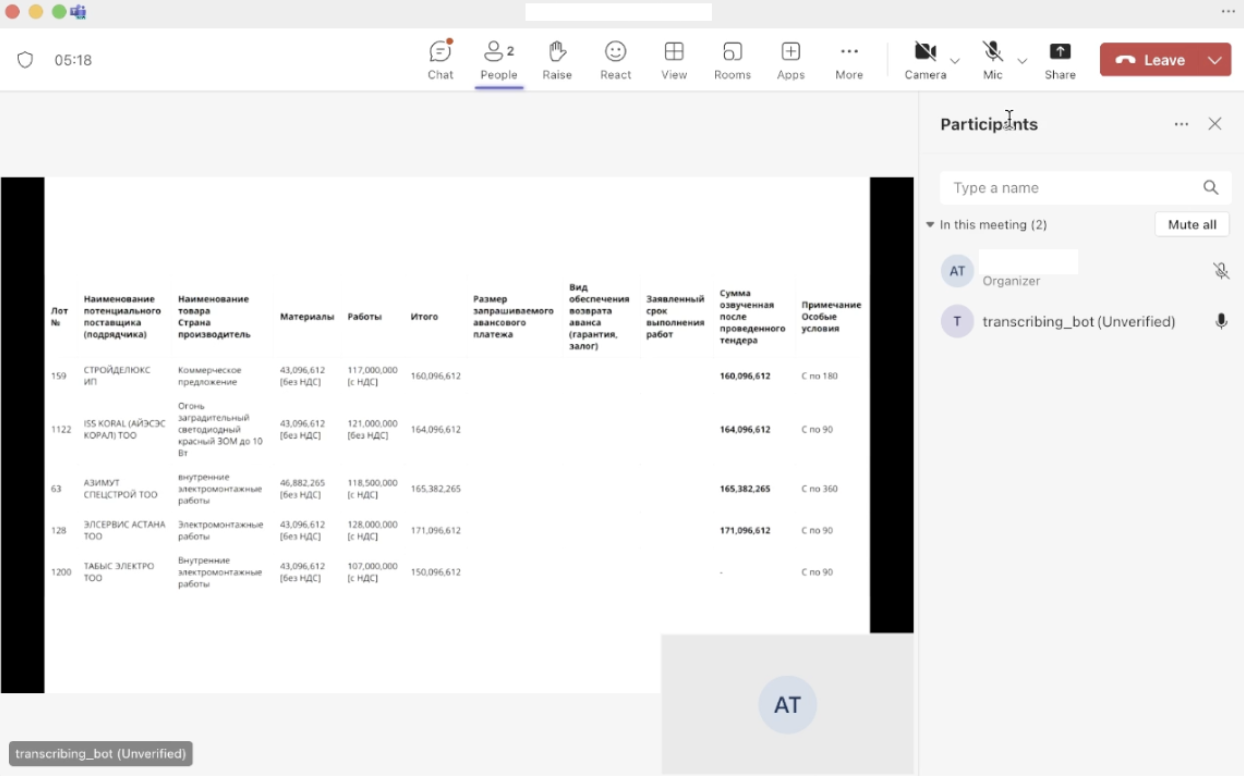 05:18
Chat
2
People
Raise
React
View
Rooms
Apps
More
Camera
Mic
Share
Leave
Participants
Type a name
In this meeting (2)
Mute all
AT
Organizer
T
transcribing_bot (Unverified)
Лот
№
Наименование
потенциального
поставщика
(подрядчика)
Наименование
товара
Страна
производитель
Материалы
Работы
Итого
Размер
запрашиваемого
авансового
платежа
Вид
обеспечения
возврата
аванса
(гарантия,
залог)
Заявленный
срок
выполнения
работ
Сумма
озвученная
после
проведенного
тендера
Примечание
Особые
условия
159
СТРОЙДЕЛЮКС
ИП
Коммерческое
предложение
43,096,612
[без НДС]
117,000,000
[с НДС]
160,096,612
160,096,612
С по 180
1122
ISS KORAL (АЙЭСЭС
КОРАЛ) ТОО
Огонь
заградительный
светодиодный
красный ЗОМ до 10
Вт
43,096,612
[без НДС]
121,000,000
[без НДС]
164,096,612
164,096,612
С по 90
63
АЗИМУТ
СПЕЦСТРОЙ ТОО
внутренние
электромонтажные
работы
46,882,265
[без НДС]
118,500,000
[с НДС]
165,382,265
165,382,265
С по 360
128
ЭЛСЕРВИС АСТАНА
ТОО
Электромонтажные
работы
43,096,612
[без НДС]
128,000,000
[с НДС]
171,096,612
171,096,612
С по 90
1200
ТАБЫС ЭЛЕКТРО
ТОО
Внутренние
электромонтажные
работы
43,096,612
[без НДС]
107,000,000
[с НДС]
150,096,612
-
С по 90
AT
transcribing_bot (Unverified)